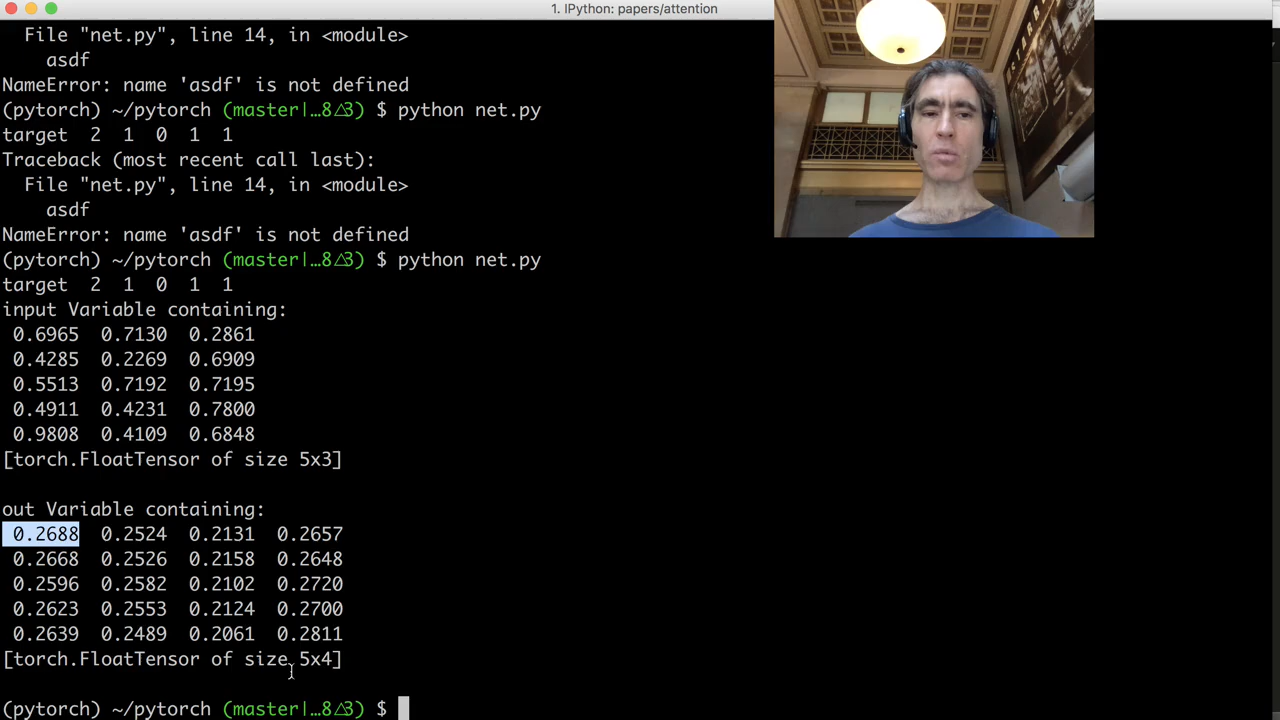 1. IPython: papers/attention
File "net.py", line 14, in <module>
asdf
NameError: name 'asdf' is not defined
(pytorch) ~/pytorch (master|…8△3) $ python net.py
target 2 1 0 1 1
Traceback (most recent call last):
File "net.py", line 14, in <module>
asdf
NameError: name 'asdf' is not defined
(pytorch) ~/pytorch (master|…8△3) $ python net.py
target 2 1 0 1 1
input Variable containing:
0.6965 0.7130 0.2861
0.4285 0.2269 0.6909
0.5513 0.7192 0.7195
0.4911 0.4231 0.7800
0.9808 0.4109 0.6848
[torch.FloatTensor of size 5x3]
out Variable containing:
0.2688 0.2524 0.2131 0.2657
0.2668 0.2526 0.2158 0.2648
0.2596 0.2582 0.2102 0.2720
0.2623 0.2553 0.2124 0.2700
0.2639 0.2489 0.2061 0.2811
[torch.FloatTensor of size 5x4]
(pytorch) ~/pytorch (master|…8△3) $